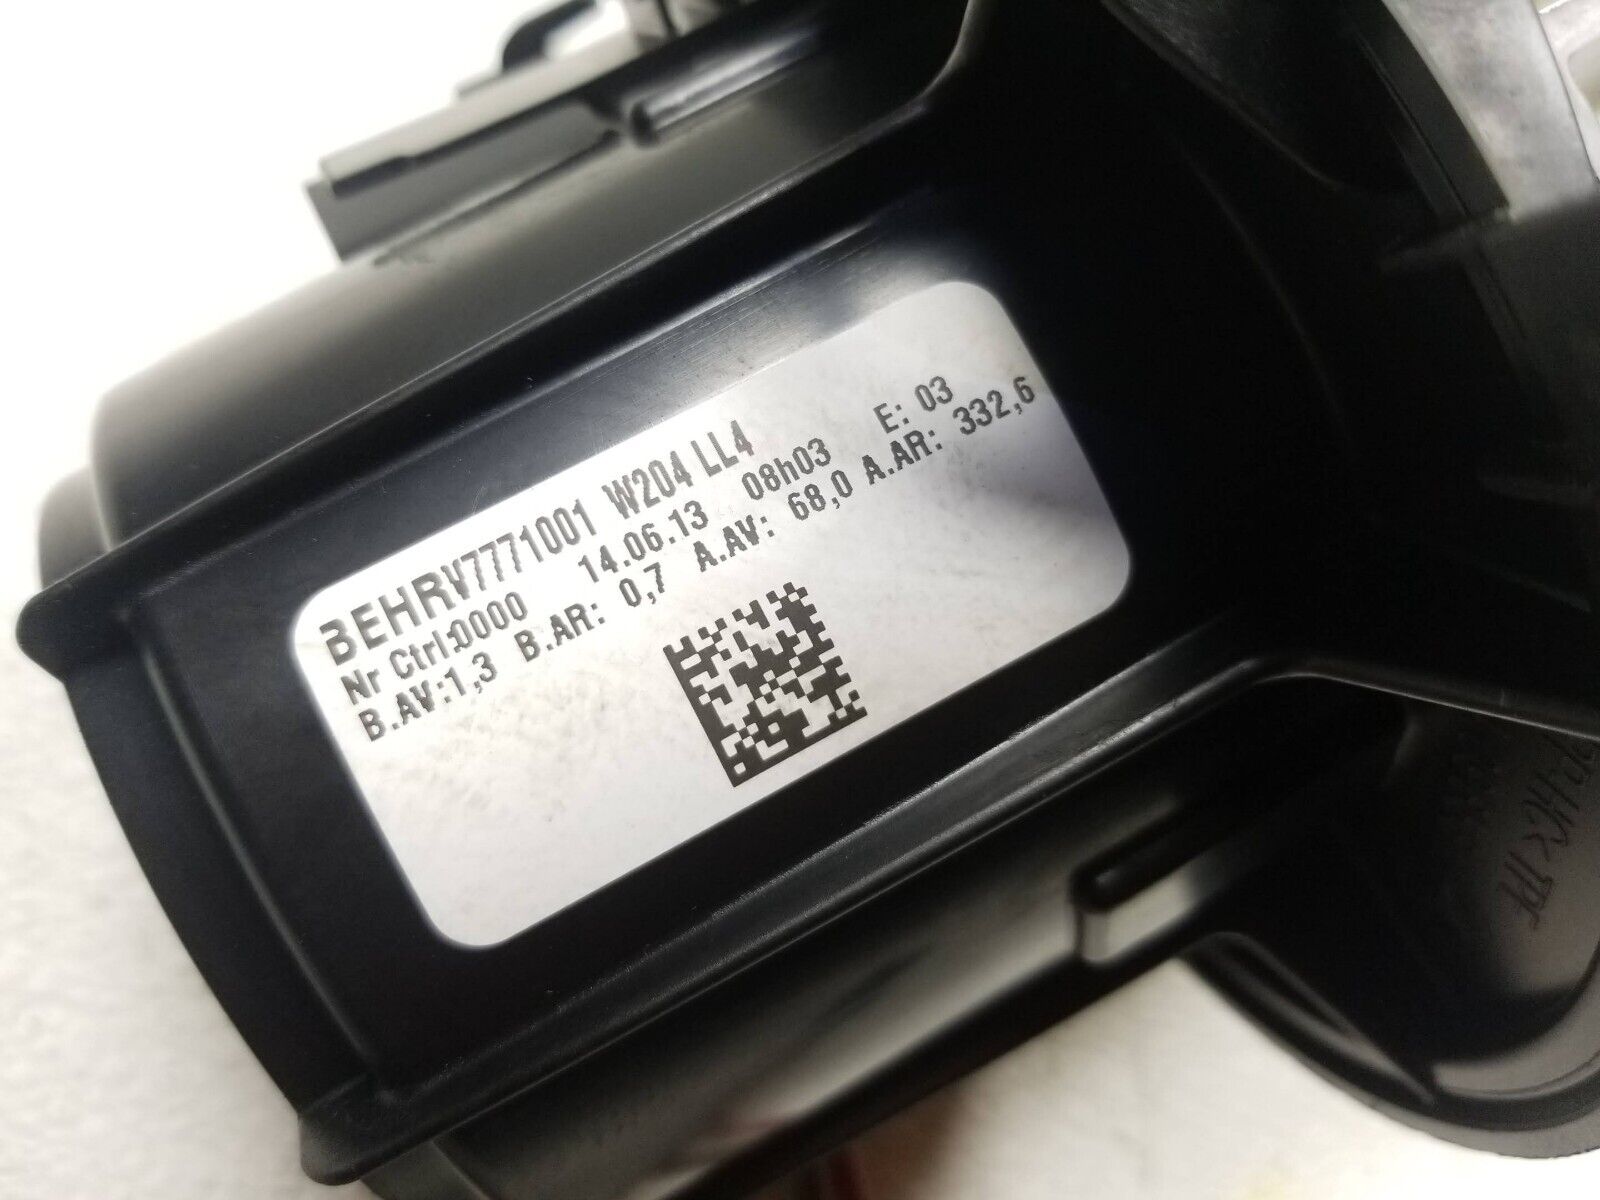 BEHRV7771001 W204 LL4
Nr Ctrl:0000 14.06.13 08h03 E: 03
B.AV:1,3 B.AR: 0,7 A.AV: 68,0 A.AR: 332,6